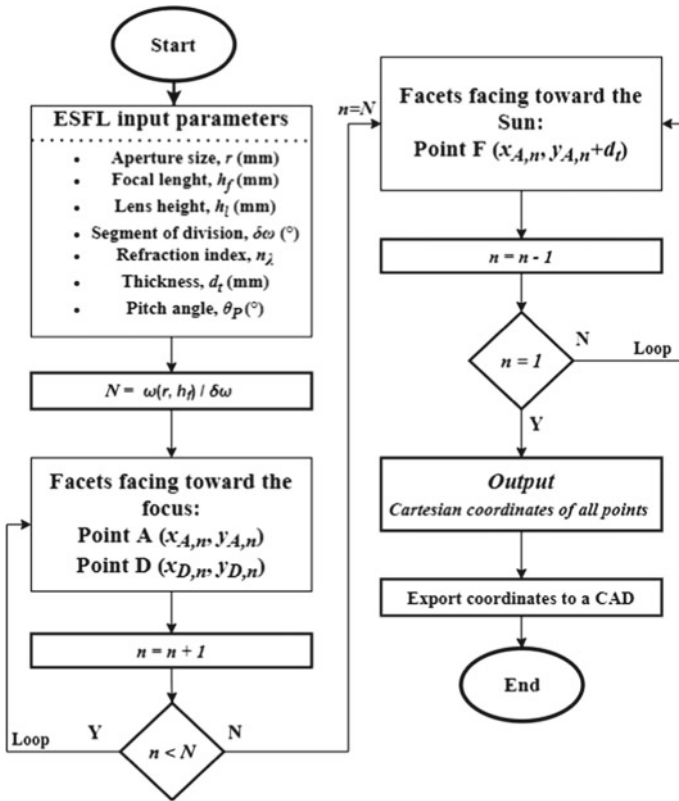 Start
ESFL input parameters
• Aperture size, r (mm)
• Focal lenght, h_f (mm)
• Lens height, h_l (mm)
• Segment of division, δω (°)
• Refraction index, n_λ
• Thickness, d_t (mm)
• Pitch angle, θ_P (°)
N = ω(r, h_f) / δω
Facets facing toward the
focus:
Point A (x_A,n, y_A,n)
Point D (x_D,n, y_D,n)
n = n + 1
n < N
Y
Loop
N
n=N
Facets facing toward the
Sun:
Point F (x_A,n, y_A,n+d_t)
n = n - 1
n = 1
N
Loop
Y
Output
Cartesian coordinates of all points
Export coordinates to a CAD
End